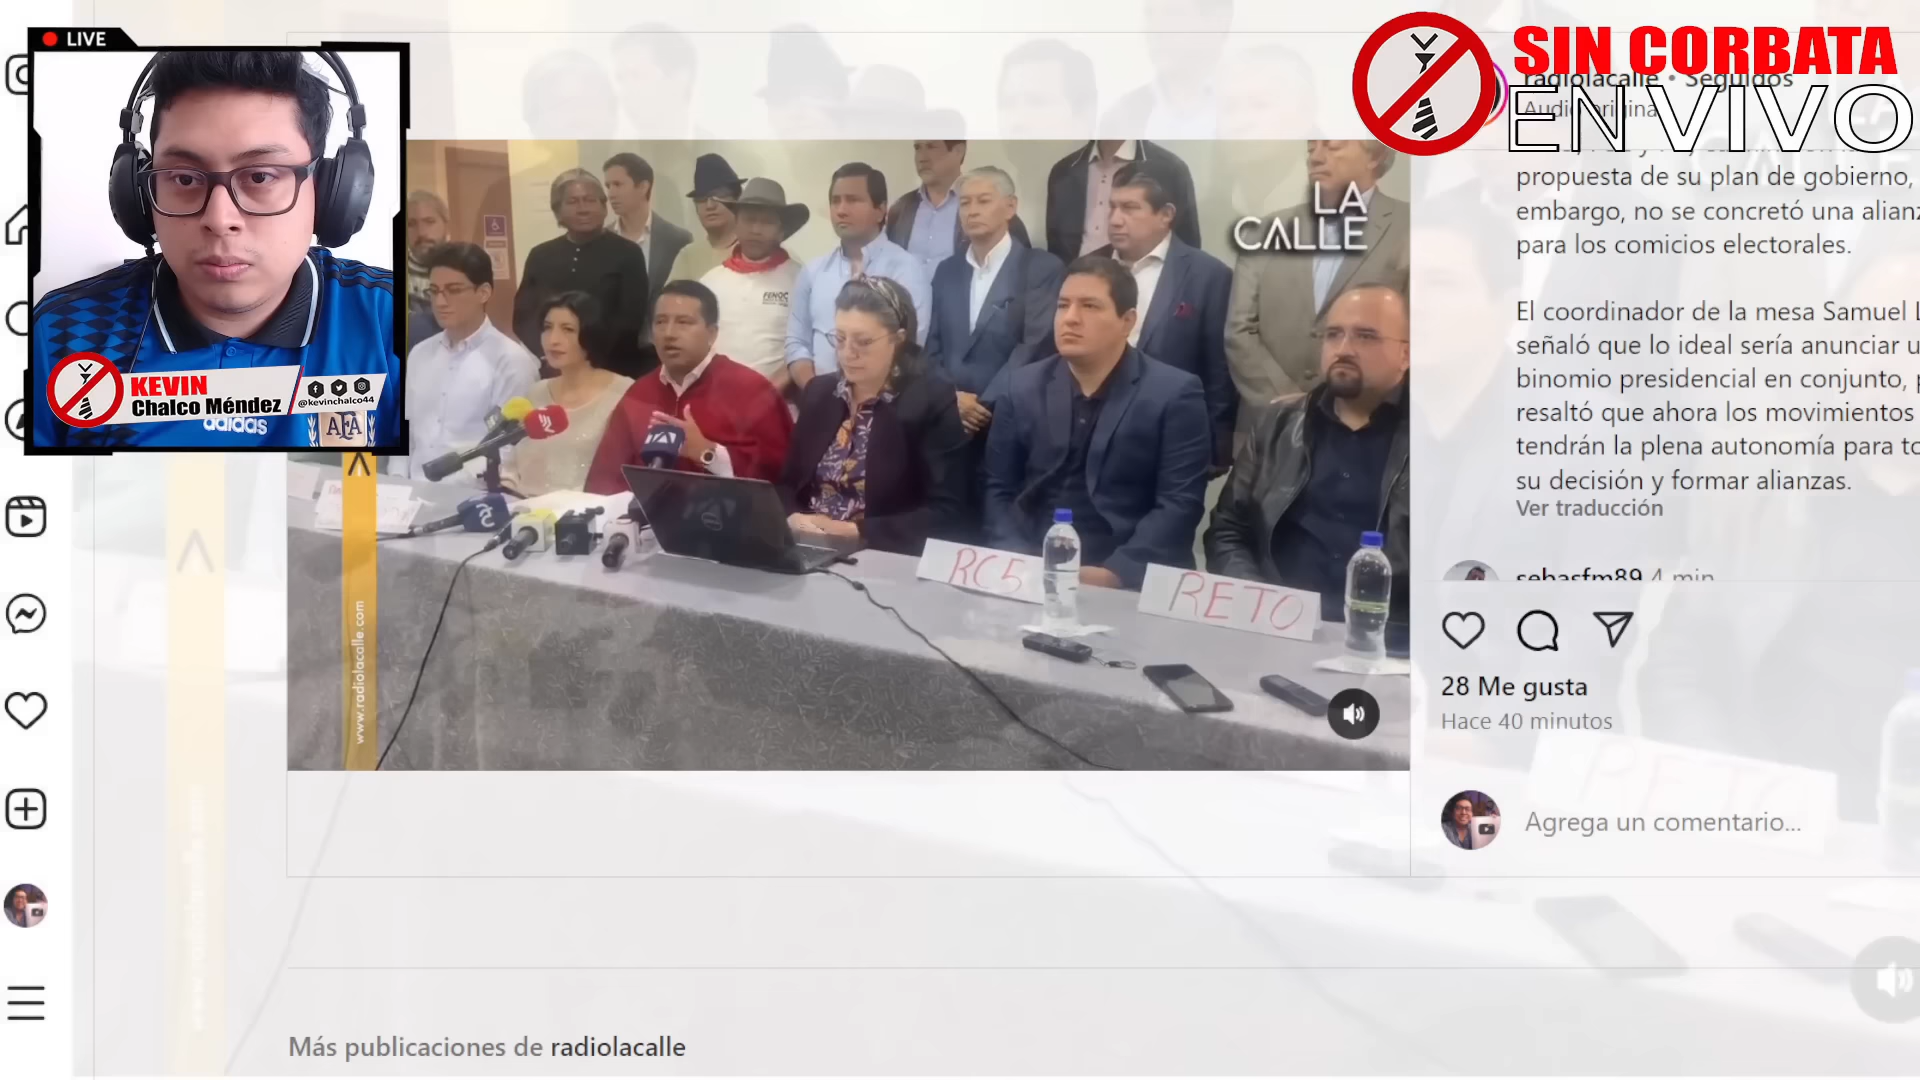 LIVE
SIN CORBATA
EN VIVO
radiolacalle • Seguidos
propuesta de su plan de gobierno,
embargo, no se concretó una
para los comicios electorales.
El coordinador de la mesa Samuel
señaló que lo ideal sería anunciar
binomio presidencial en conjunto,
resaltó que ahora los movimientos
tendrán la plena autonomía para
su decisión y formar alianzas.
Ver traducción
sebasfm89 4 min
28 Me gusta
Hace 40 minutos
Agrega un comentario...
LA
CALLE
KEVIN
Chalco Méndez
@kevinchalco44
adidas
AFA
FENOC
RC5
RETO
www.radiolacalle.com
Más publicaciones de radiolacalle